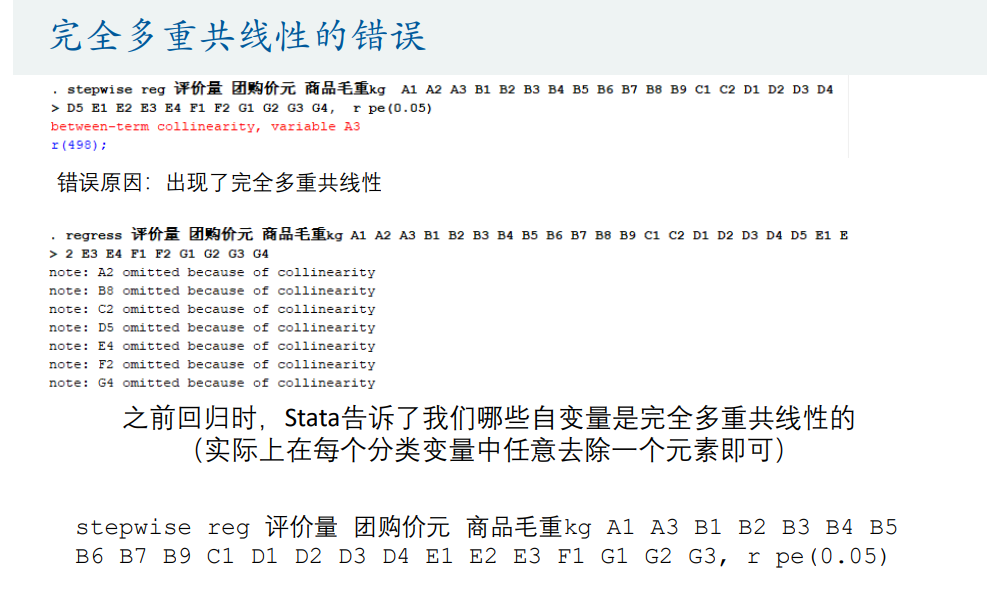 完全多重共线性的错误
. stepwise reg 评价量 团购价元 商品毛重kg  A1 A2 A3 B1 B2 B3 B4 B5 B6 B7 B8 B9 C1 C2 D1 D2 D3 D4
> D5 E1 E2 E3 E4 F1 F2 G1 G2 G3 G4,  r pe(0.05)
between-term collinearity, variable A3
r(498);
错误原因：出现了完全多重共线性
. regress 评价量 团购价元 商品毛重kg A1 A2 A3 B1 B2 B3 B4 B5 B6 B7 B8 B9 C1 C2 D1 D2 D3 D4 D5 E1 E
> 2 E3 E4 F1 F2 G1 G2 G3 G4
note: A2 omitted because of collinearity
note: B8 omitted because of collinearity
note: C2 omitted because of collinearity
note: D5 omitted because of collinearity
note: E4 omitted because of collinearity
note: F2 omitted because of collinearity
note: G4 omitted because of collinearity
之前回归时，Stata告诉了我们哪些自变量是完全多重共线性的
（实际上在每个分类变量中任意去除一个元素即可）
stepwise reg 评价量 团购价元 商品毛重kg A1 A3 B1 B2 B3 B4 B5
B6 B7 B9 C1 D1 D2 D3 D4 E1 E2 E3 F1 G1 G2 G3, r pe(0.05)